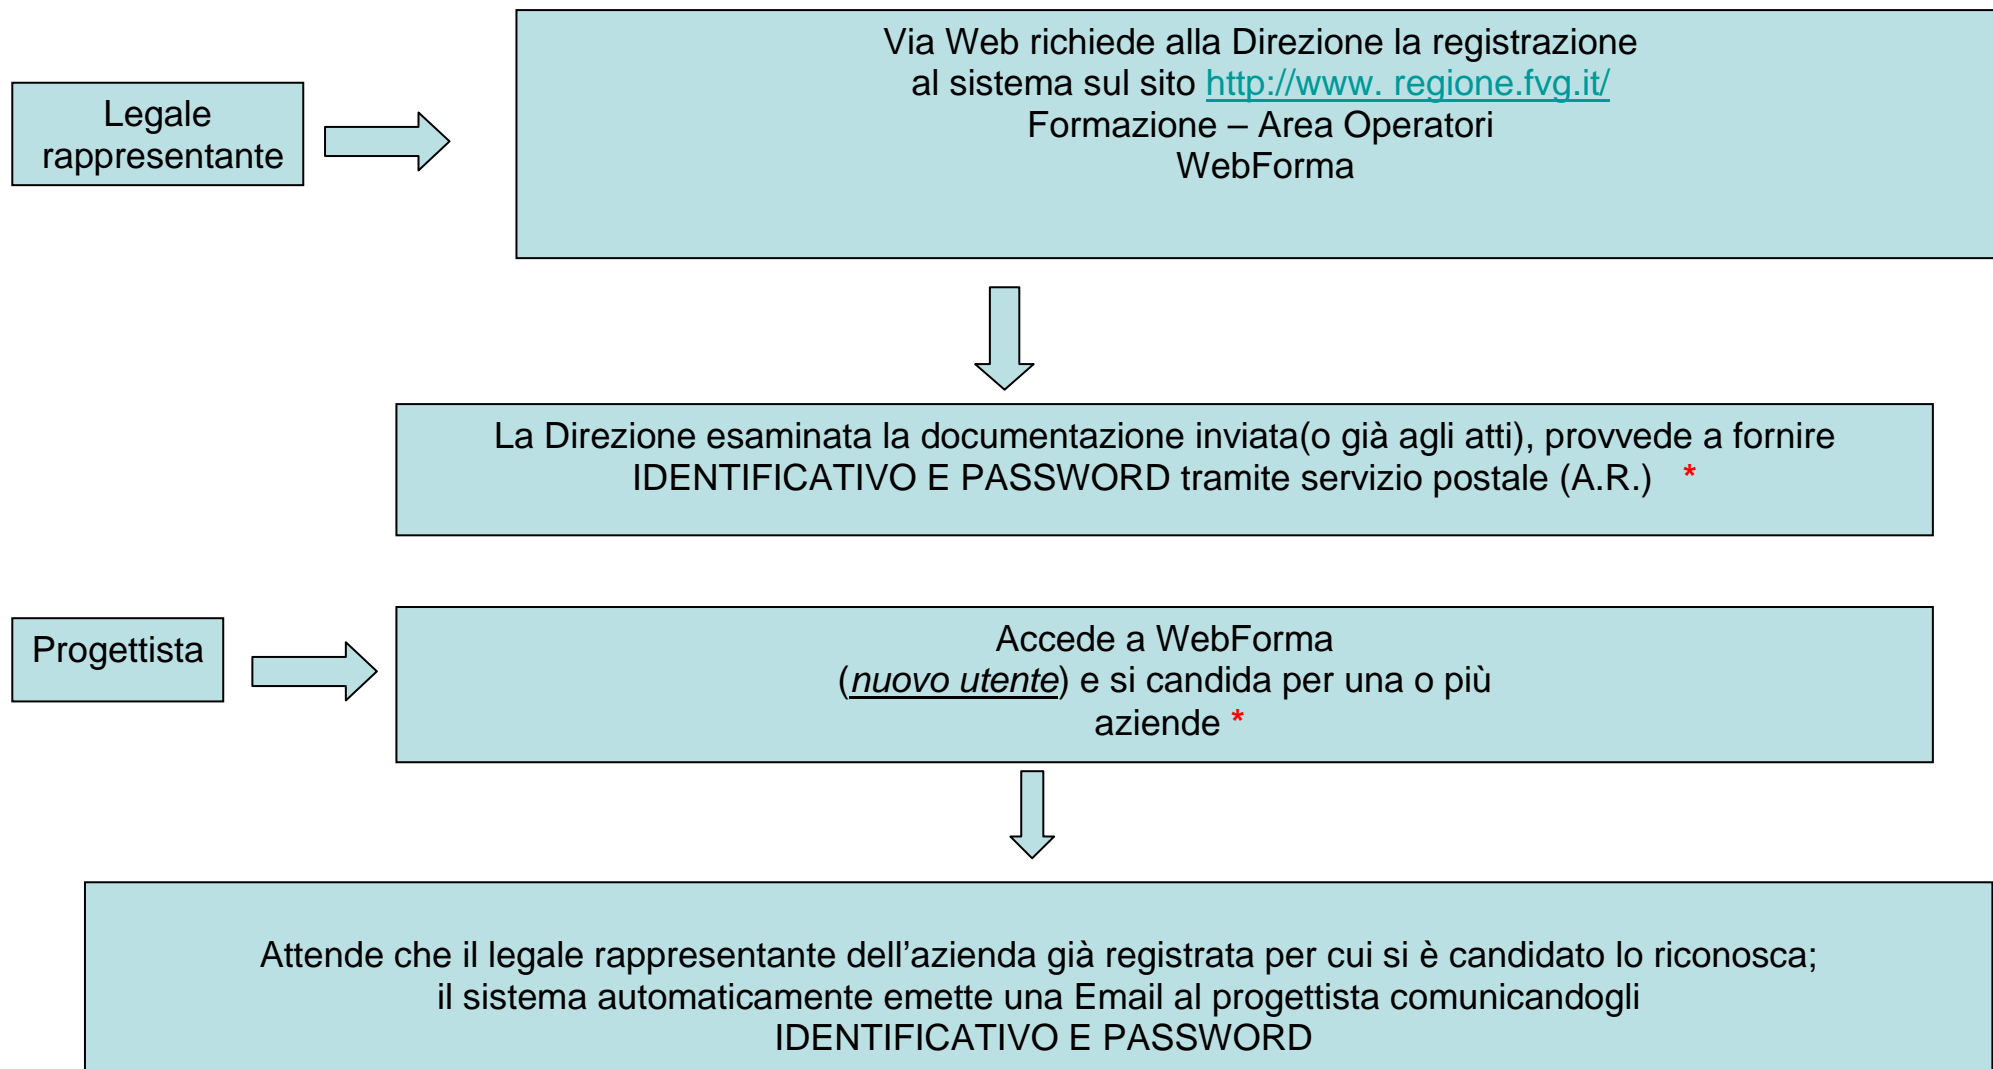 Via Web richiede alla Direzione la registrazione
al sistema sul sito http://www. regione.fvg.it/
Formazione – Area Operatori
WebForma
Legale
rappresentante
La Direzione esaminata la documentazione inviata(o già agli atti), provvede a fornire
IDENTIFICATIVO E PASSWORD tramite servizio postale (A.R.) *
Progettista
Accede a WebForma
(nuovo utente) e si candida per una o più
aziende *
Attende che il legale rappresentante dell’azienda già registrata per cui si è candidato lo riconosca;
il sistema automaticamente emette una Email al progettista comunicandogli
IDENTIFICATIVO E PASSWORD